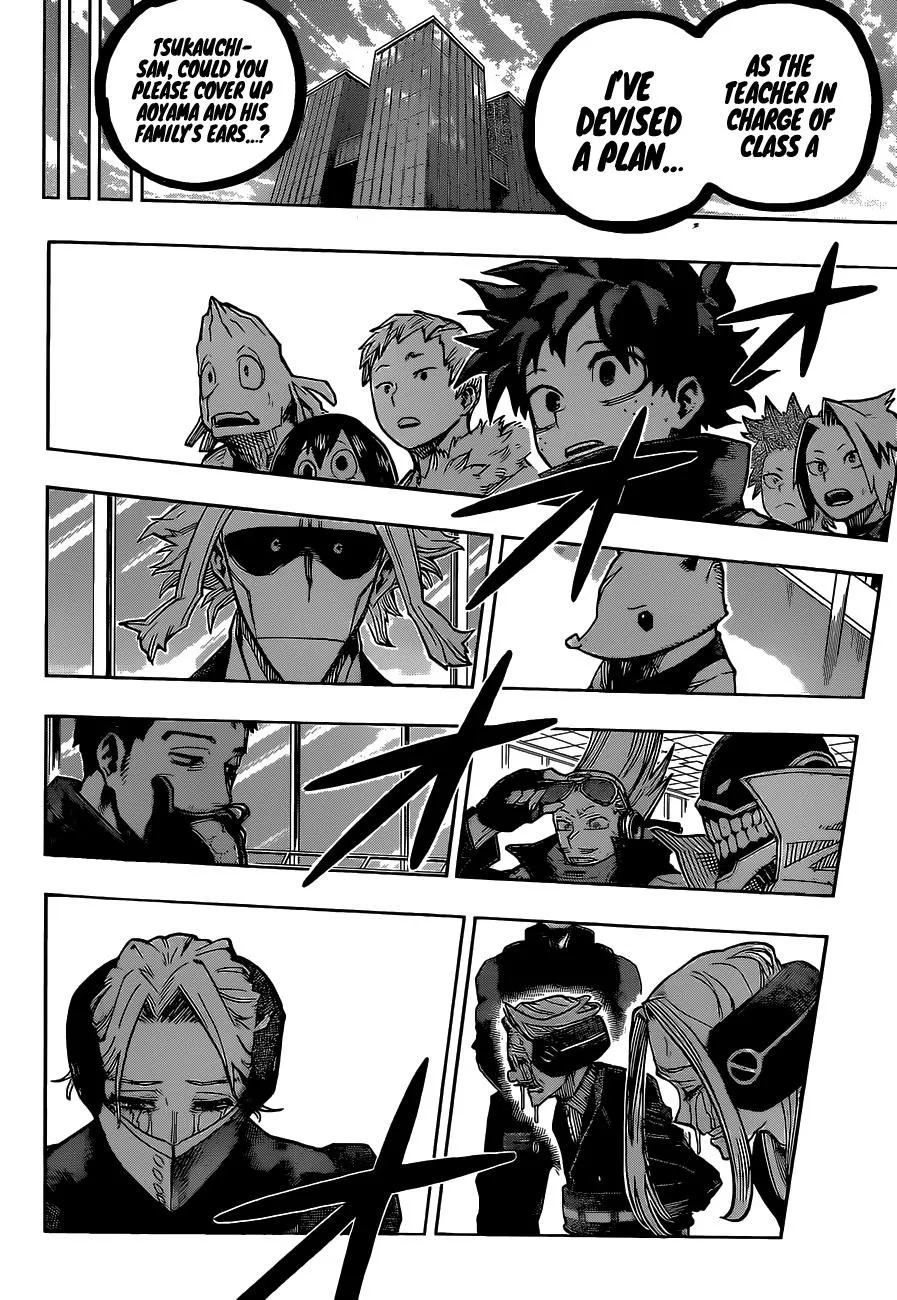 AS THE
TEACHER IN
CHARGE OF
CLASS A
I'VE
DEVISED
A PLAN...
TSUKAUCHI-
SAN, COULD YOU
PLEASE COVER UP
AOYAMA AND HIS
FAMILY'S EARS...?